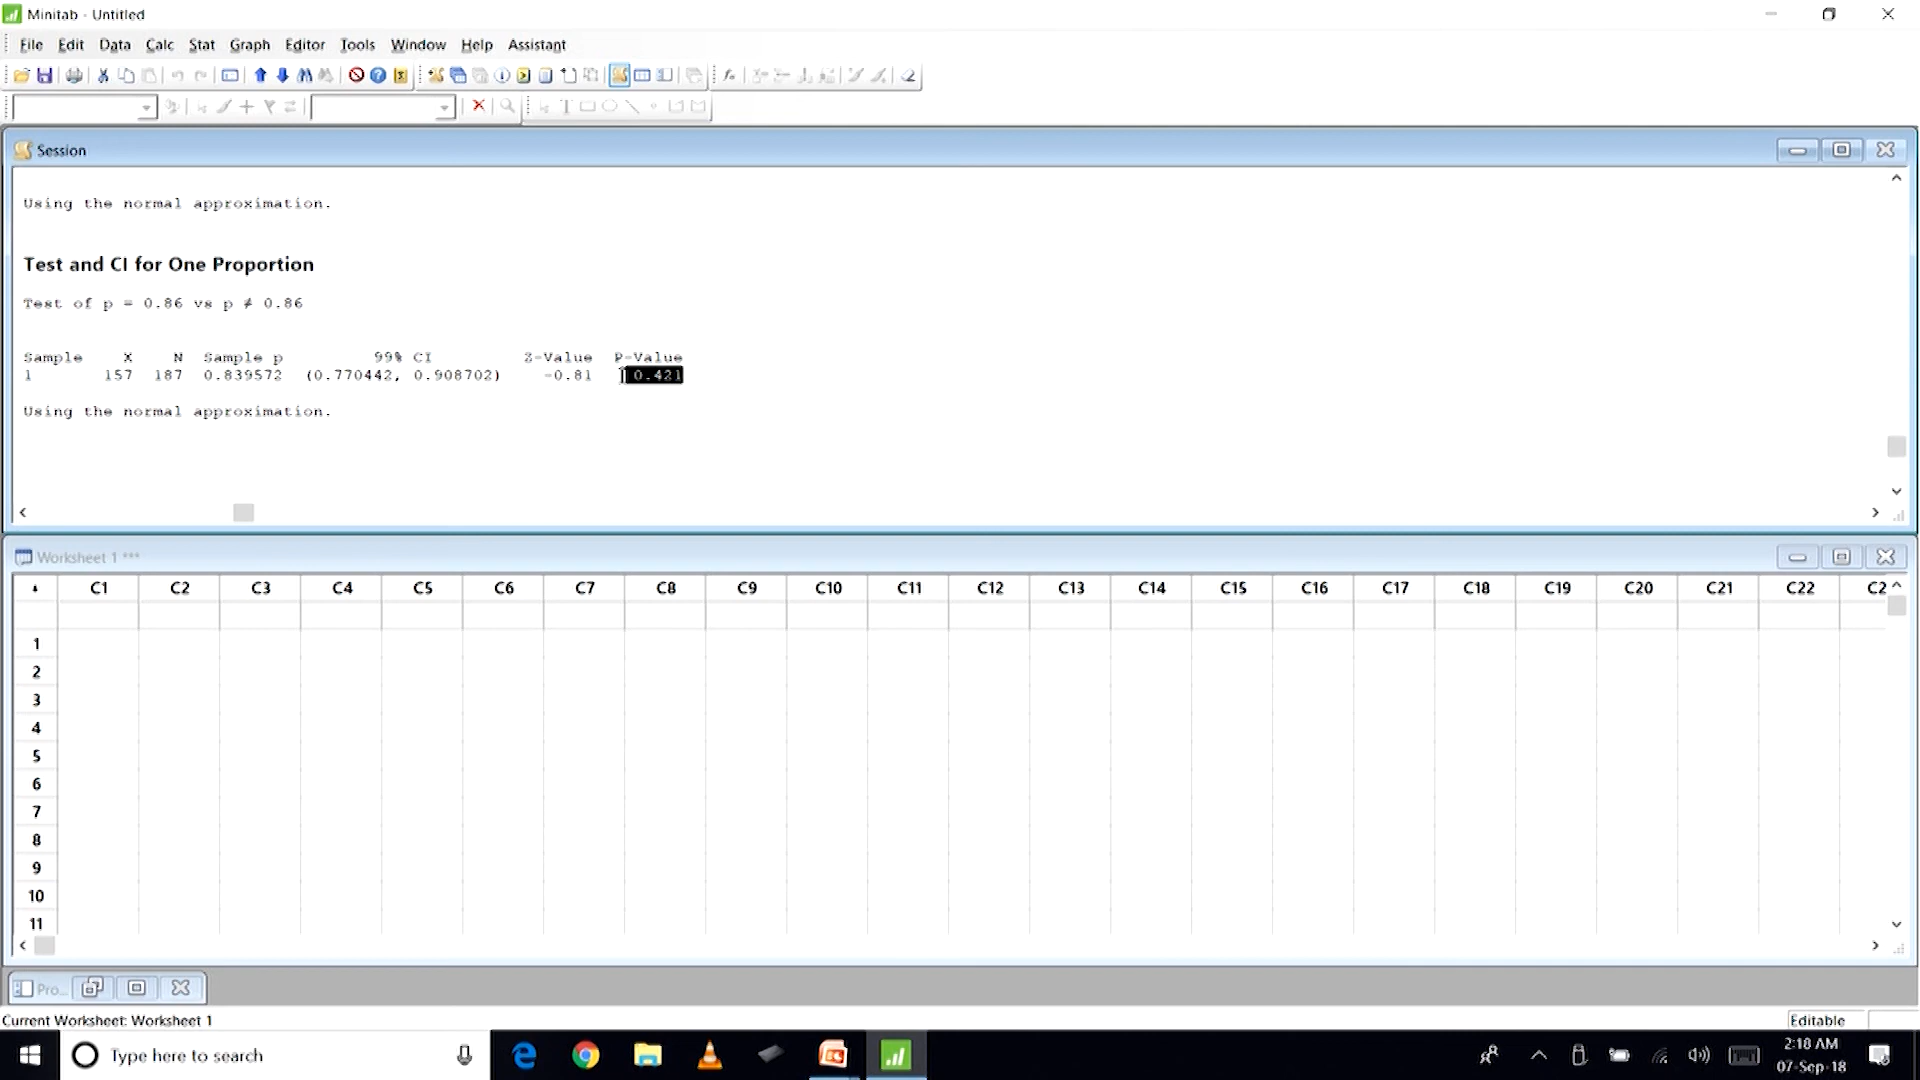 Minitab - Untitled
File Edit Data Calc Stat Graph Editor Tools Window Help Assistant
Session
Using the normal approximation.
Test and CI for One Proportion
Test of p = 0.86 vs p ≠ 0.86
Sample X N Sample p 99% CI Z-Value P-Value
1 157 187 0.839572 (0.770442, 0.908702) -0.81 0.421
Using the normal approximation.
Worksheet 1 ***
C1 C2 C3 C4 C5 C6 C7 C8 C9 C10 C11 C12 C13 C14 C15 C16 C17 C18 C19 C20 C21 C22 C2
1
2
3
4
5
6
7
8
9
10
11
Pro...
Current Worksheet: Worksheet 1
Editable
Type here to search
2:18 AM
07-Sep-18